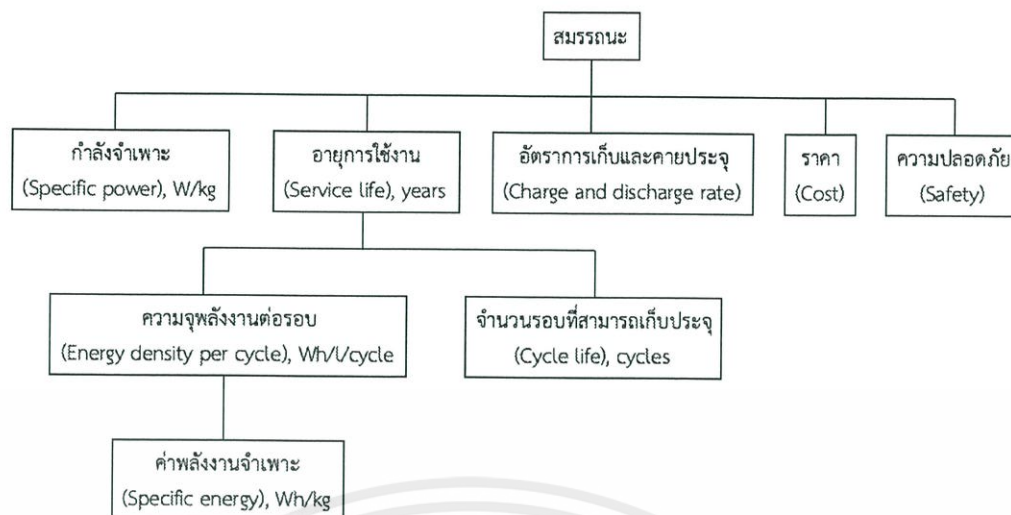 สมรรถนะ
กำลังจำเพาะ
(Specific power), W/kg
อายุการใช้งาน
(Service life), years
อัตราการเก็บและคายประจุ
(Charge and discharge rate)
ราคา
(Cost)
ความปลอดภัย
(Safety)
ความจุพลังงานต่อรอบ
(Energy density per cycle), Wh/l/cycle
จำนวนรอบที่สามารถเก็บประจุ
(Cycle life), cycles
ค่าพลังงานจำเพาะ
(Specific energy), Wh/kg